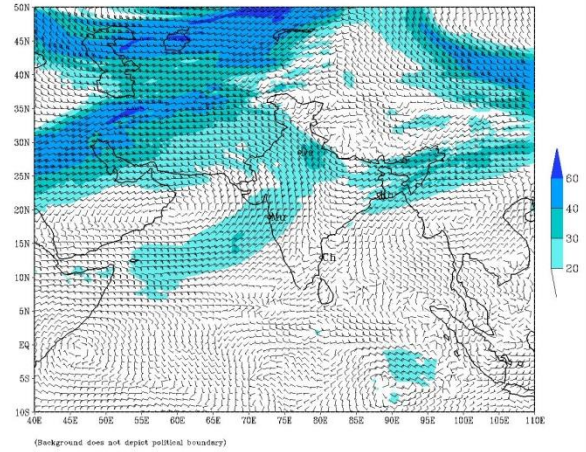 50N
45N
40N
35N
30N
25N
20N
15N
10N
5N
EQ
5S
10S
40E 45E 50E 55E 60E 65E 70E 75E 80E 85E 90E 95E 100E 105E 110E
Mu
Ch
60
40
30
20
(Background does not depict political boundary)